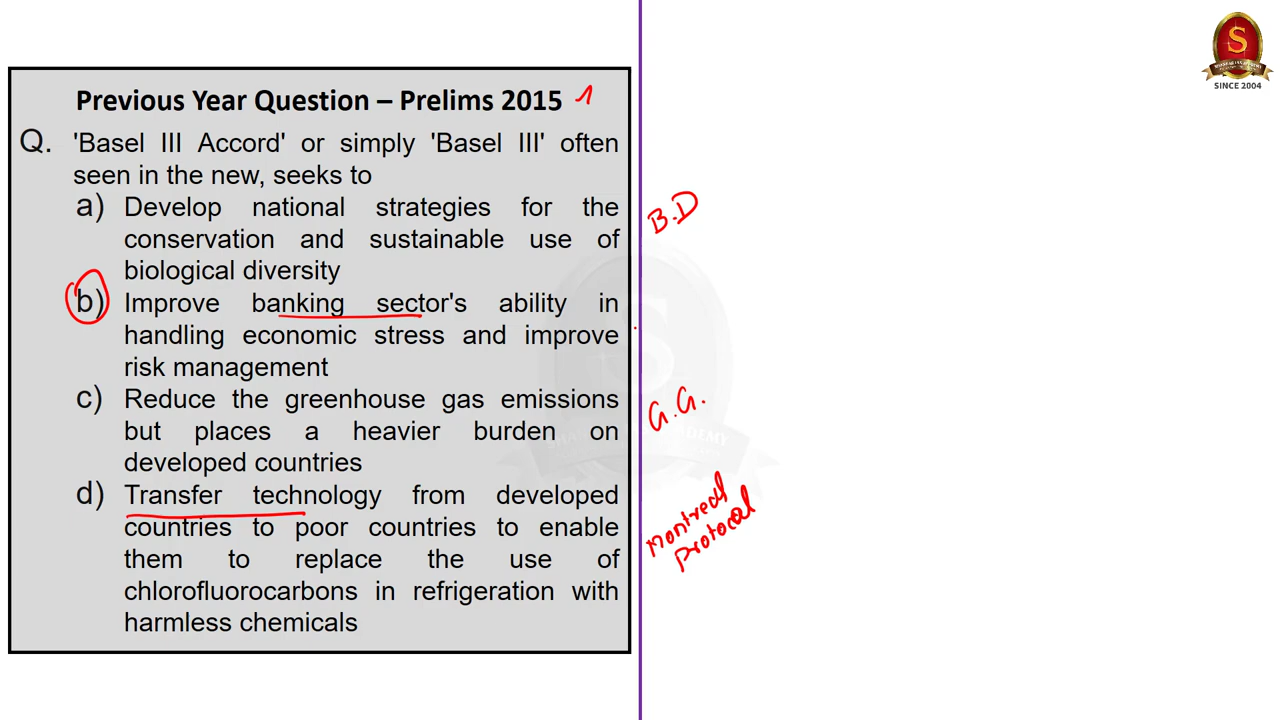 Previous Year Question – Prelims 2015 1
Q. 'Basel III Accord' or simply 'Basel III' often
seen in the new, seeks to
a) Develop national strategies for the
conservation and sustainable use of
biological diversity
b) Improve banking sector's ability in
handling economic stress and improve
risk management
c) Reduce the greenhouse gas emissions
but places a heavier burden on
developed countries
d) Transfer technology from developed
countries to poor countries to enable
them to replace the use of
chlorofluorocarbons in refrigeration with
harmless chemicals
B.D
G.G.
Montreal
Protocal
S
SINCE 2004